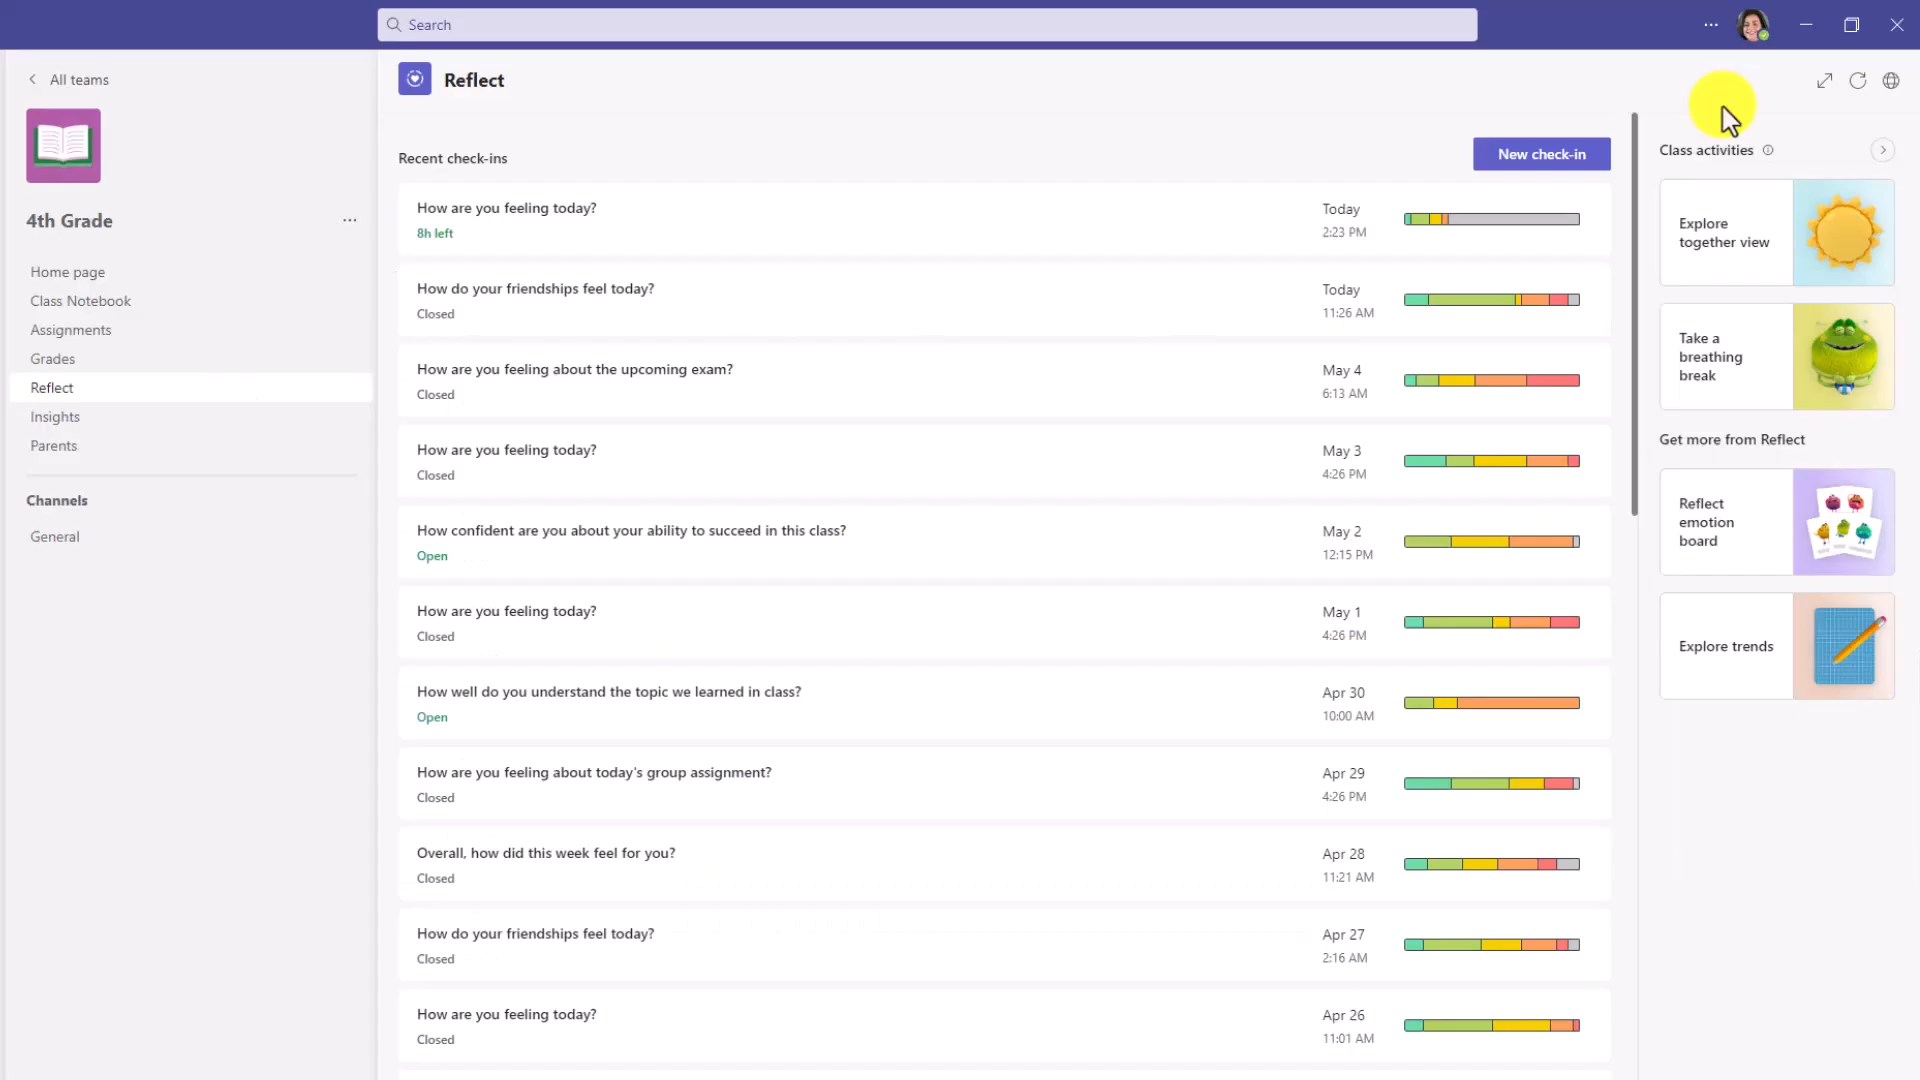 Search
All teams
4th Grade
Home page
Class Notebook
Assignments
Grades
Reflect
Insights
Parents
Channels
General
Reflect
Recent check-ins
New check-in
How are you feeling today?
8h left
Today
2:23 PM
How do your friendships feel today?
Closed
Today
11:26 AM
How are you feeling about the upcoming exam?
Closed
May 4
6:13 AM
How are you feeling today?
Closed
May 3
4:26 PM
How confident are you about your ability to succeed in this class?
Open
May 2
12:15 PM
How are you feeling today?
Closed
May 1
4:26 PM
How well do you understand the topic we learned in class?
Open
Apr 30
10:00 AM
How are you feeling about today's group assignment?
Closed
Apr 29
4:26 PM
Overall, how did this week feel for you?
Closed
Apr 28
11:21 AM
How do your friendships feel today?
Closed
Apr 27
2:16 AM
How are you feeling today?
Closed
Apr 26
11:01 AM
Class activities
Explore
together view
Take a
breathing
break
Get more from Reflect
Reflect
emotion
board
Explore trends